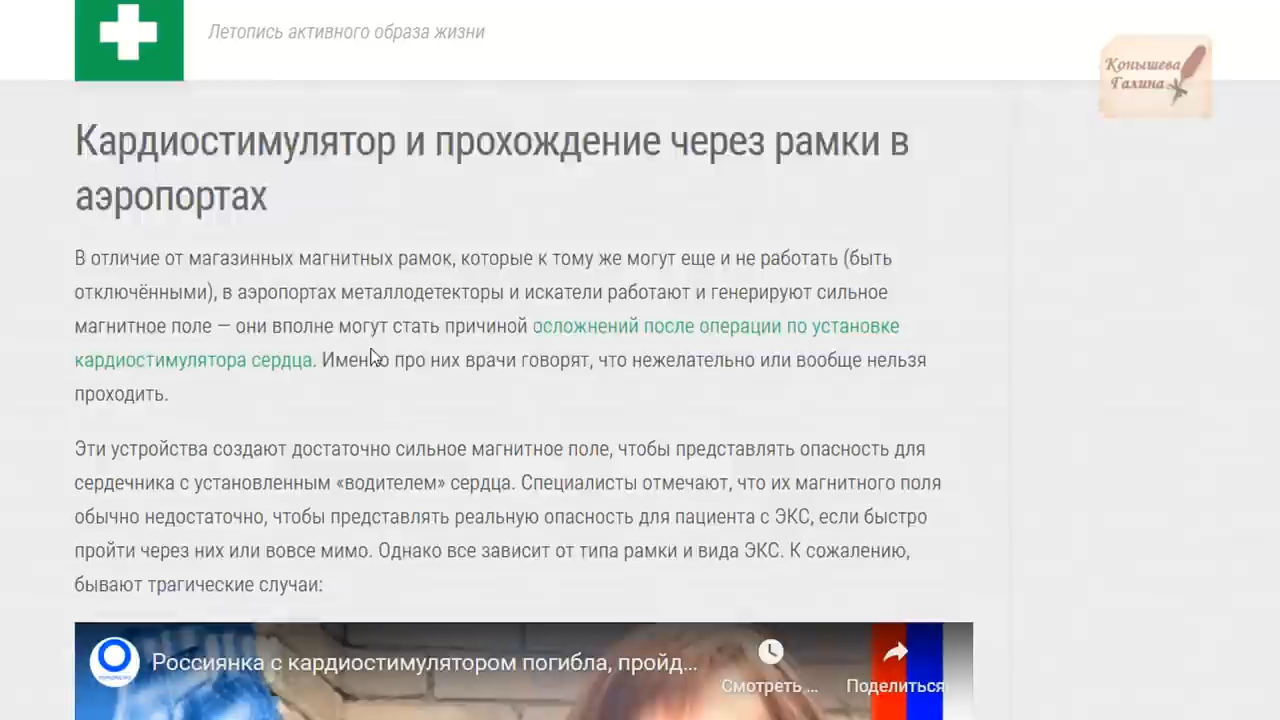 Летопись активного образа жизни
Конышева
Галина
Кардиостимулятор и прохождение через рамки в
аэропортах
В отличие от магазинных магнитных рамок, которые к тому же могут еще и не работать (быть
отключёнными), в аэропортах металлодетекторы и искатели работают и генерируют сильное
магнитное поле — они вполне могут стать причиной осложнений после операции по установке
кардиостимулятора сердца. Именно про них врачи говорят, что нежелательно или вообще нельзя
проходить.
Эти устройства создают достаточно сильное магнитное поле, чтобы представлять опасность для
сердечника с установленным «водителем» сердца. Специалисты отмечают, что их магнитного поля
обычно недостаточно, чтобы представлять реальную опасность для пациента с ЭКС, если быстро
пройти через них или вовсе мимо. Однако все зависит от типа рамки и вида ЭКС. К сожалению,
бывают трагические случаи:
Россиянка с кардиостимулятором погибла, пройд...
Смотреть ...
Поделиться